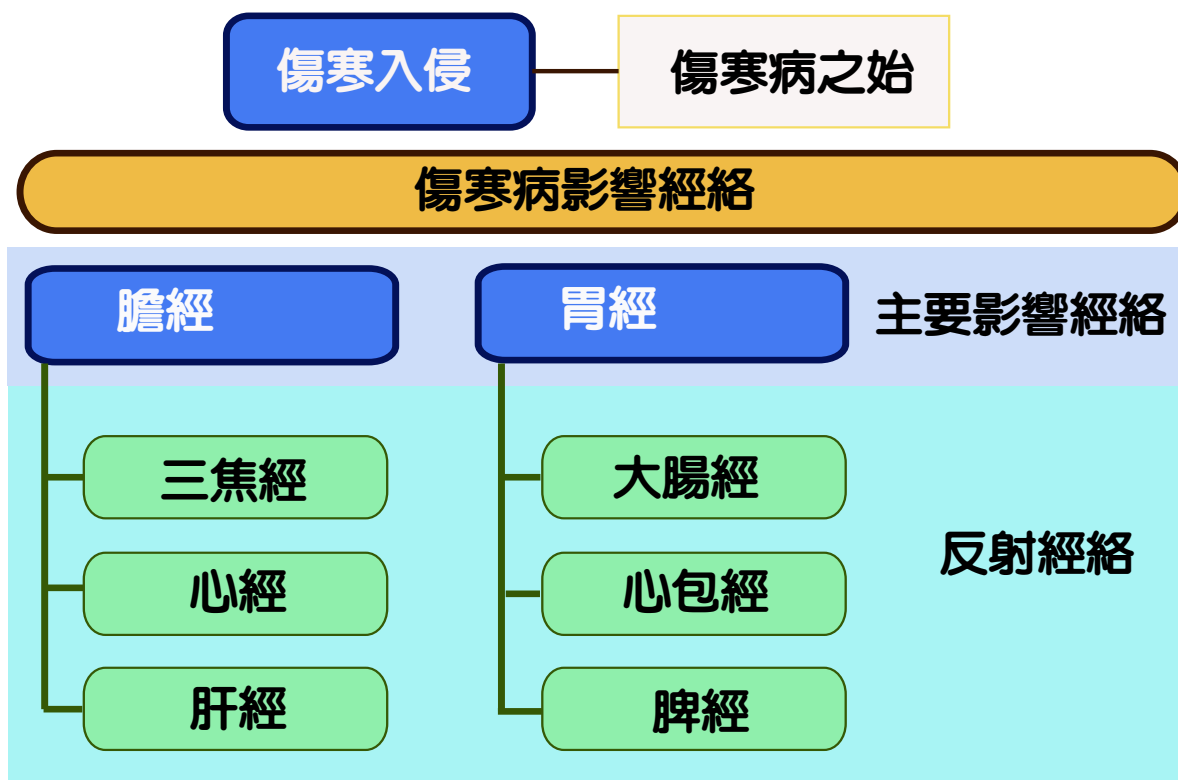 傷寒入侵
傷寒病之始
傷寒病影響經絡
膽經
胃經
主要影響經絡
三焦經
大腸經
反射經絡
心經
心包經
肝經
脾經